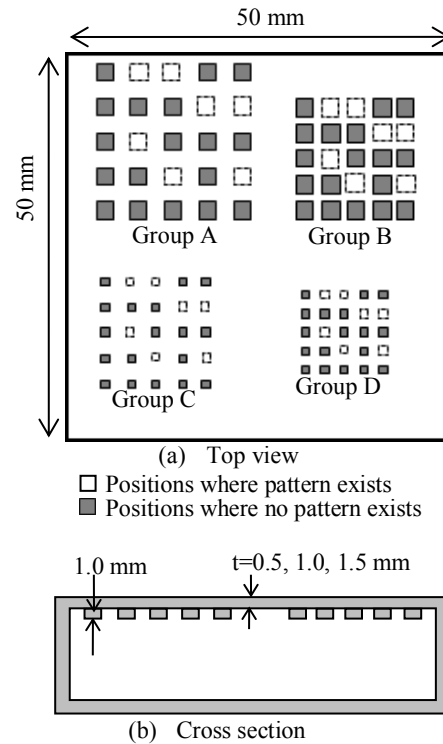 50 mm
50 mm
Group A
Group B
Group C
Group D
(a) Top view
Positions where pattern exists
Positions where no pattern exists
1.0 mm
t=0.5, 1.0, 1.5 mm
(b) Cross section